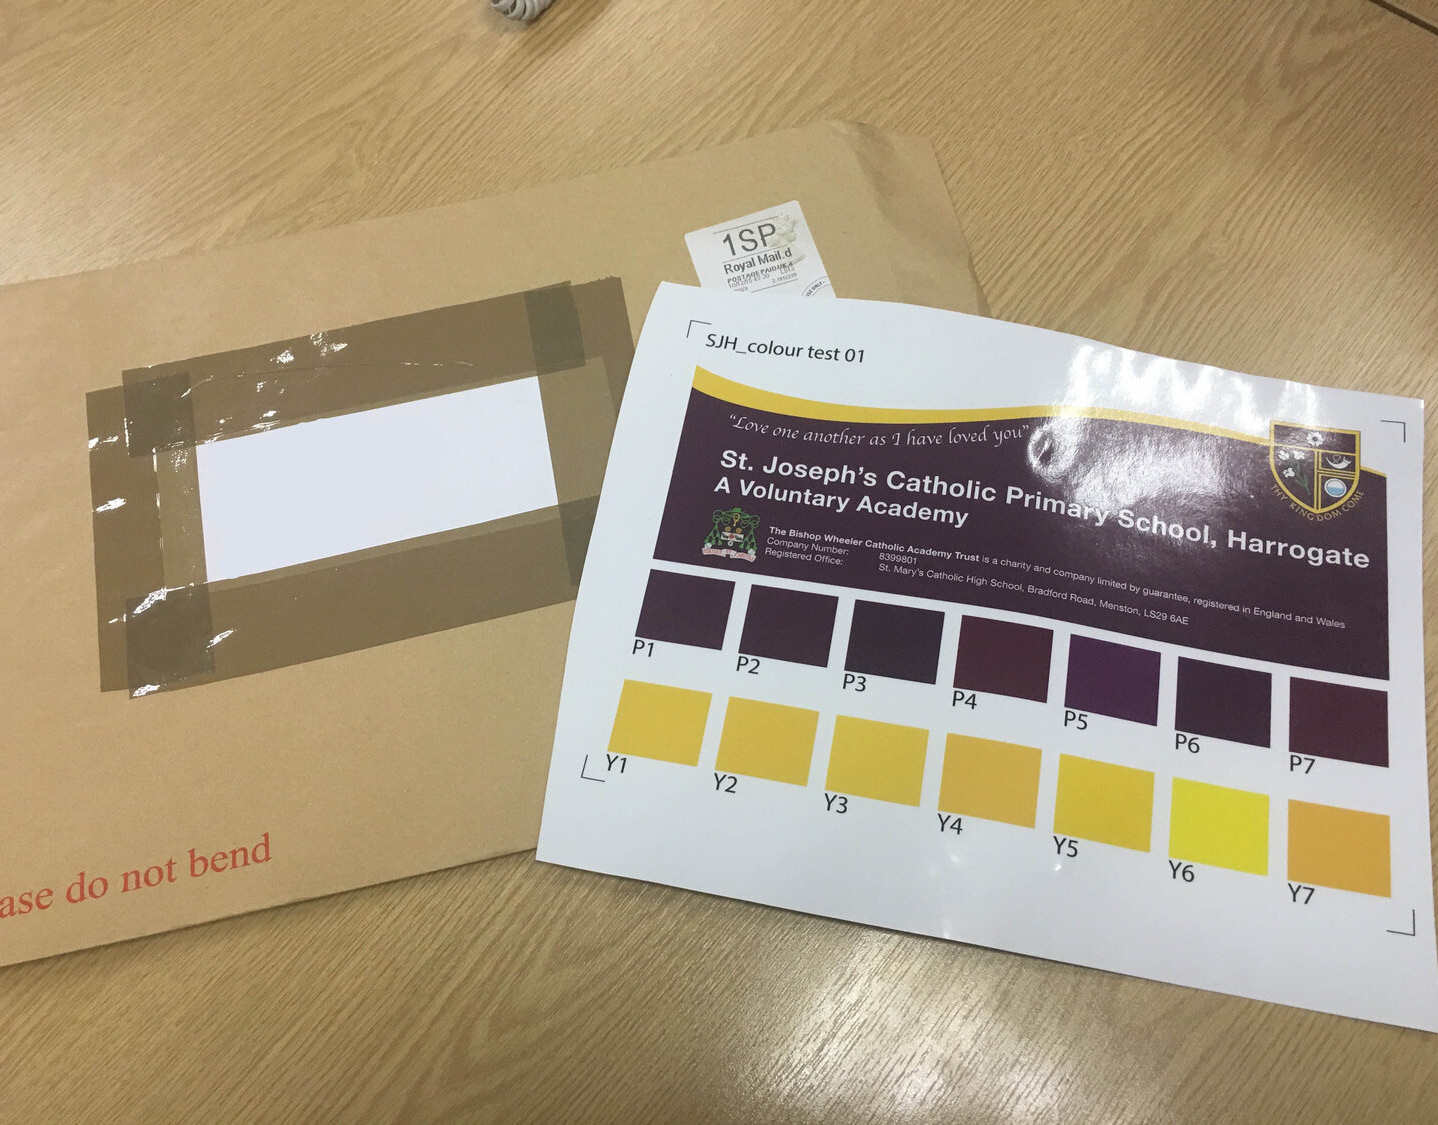 1SP
Royal Mail
POSTAGE PAID UK
ase do not bend
SJH_colour test 01
“Love one another as I have loved you”
St. Joseph’s Catholic Primary School, Harrogate
A Voluntary Academy
THY KINGDOM COME
The Bishop Wheeler Catholic Academy Trust is a charity and company limited by guarantee, registered in England and Wales
Company Number: 8399801
Registered Office: St. Mary’s Catholic High School, Bradford Road, Menston, LS29 6AE
P1 P2 P3 P4 P5 P6 P7
Y1 Y2 Y3 Y4 Y5 Y6 Y7